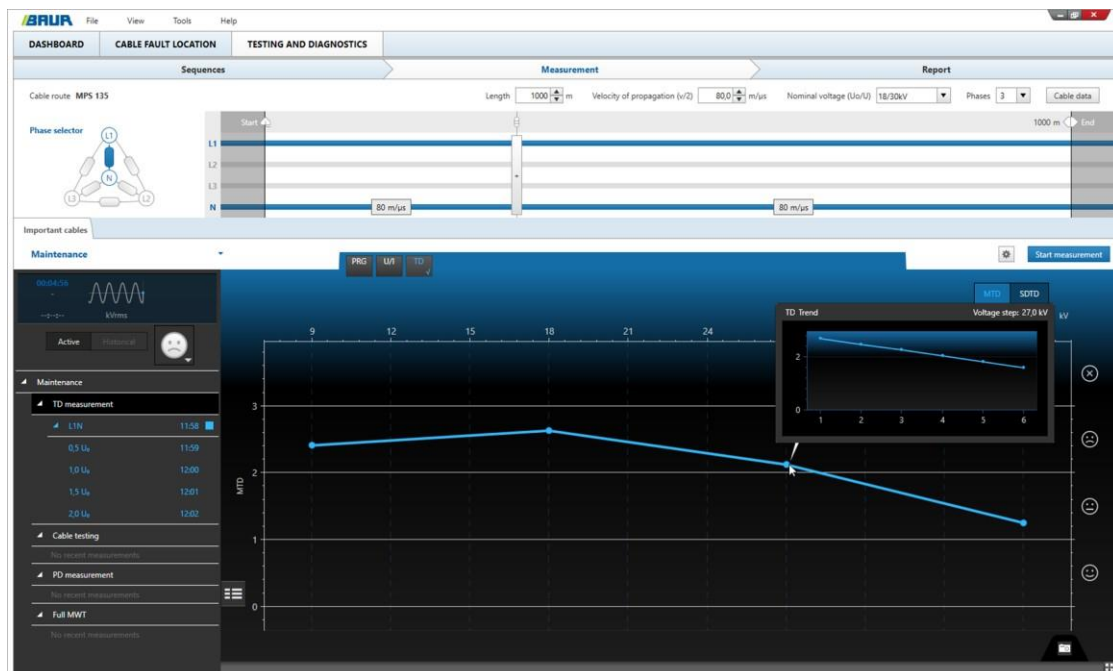 BAUR File View Tools Help
DASHBOARD CABLE FAULT LOCATION TESTING AND DIAGNOSTICS
Sequences Measurement Report
Cable route MPS 135 Length 1000 m Velocity of propagation (v/2) 80,0 m/µs Nominal voltage (Uo/U) 18/30kV Phases 3 Cable data
Phase selector
L1
N
L3 L2
Start 1000 m End
L1
L2
L3
N
80 m/µs 80 m/µs
Important cables
Maintenance
PRG U/I TD
Start measurement
00:04:56
--:--:-- kVrms
Active Historical
MTD SDTD
kV
9 12 15 18 21 24
TD Trend Voltage step: 27,0 kV
2
0
1 2 3 4 5 6
Maintenance
TD measurement
L1N 11:58
0,5 U₀ 11:59
1,0 U₀ 12:00
1,5 U₀ 12:01
2,0 U₀ 12:02
Cable testing
No recent measurements
PD measurement
No recent measurements
Full MWT
No recent measurements
MTD
3
2
1
0